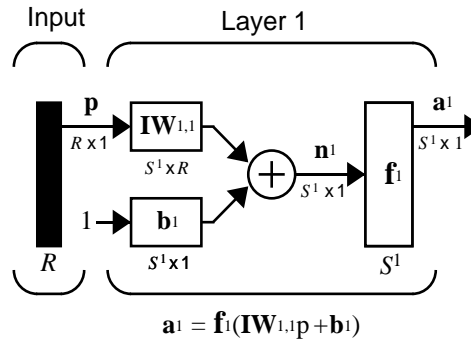 Input Layer 1
p a1
R x 1 IW1,1 n1 S1 x 1
S1 x R S1 x 1 f1
1 b1
R S1 x 1 S1
a1 = f1(IW1,1p + b1)